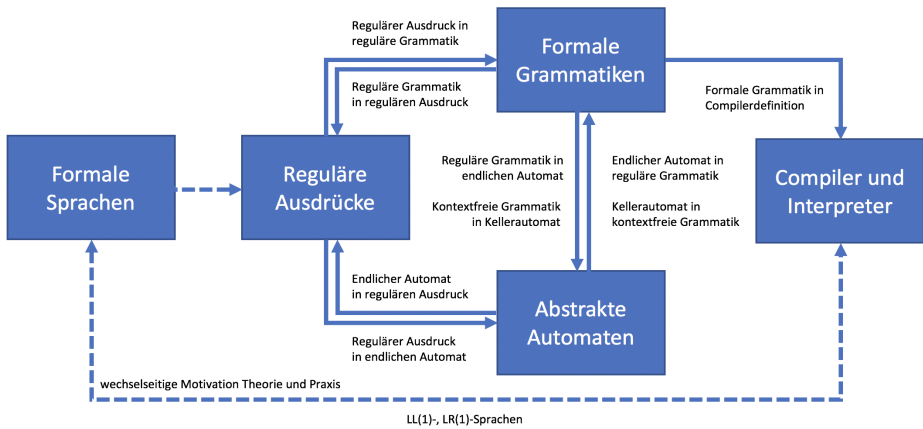 Regulärer Ausdruck in
reguläre Grammatik
Formale
Grammatiken
Reguläre Grammatik
in regulären Ausdruck
Formale Grammatik in
Compilerdefinition
Formale
Sprachen
Reguläre
Ausdrücke
Reguläre Grammatik in
endlichen Automat
Kontextfreie Grammatik
in Kellerautomat
Endlicher Automat in
reguläre Grammatik
Kellerautomat in
kontextfreie Grammatik
Compiler und
Interpreter
Endlicher Automat
in regulären Ausdruck
Abstrakte
Automaten
Regulärer Ausdruck
in endlichen Automat
wechselseitige Motivation Theorie und Praxis
LL(1)-, LR(1)-Sprachen